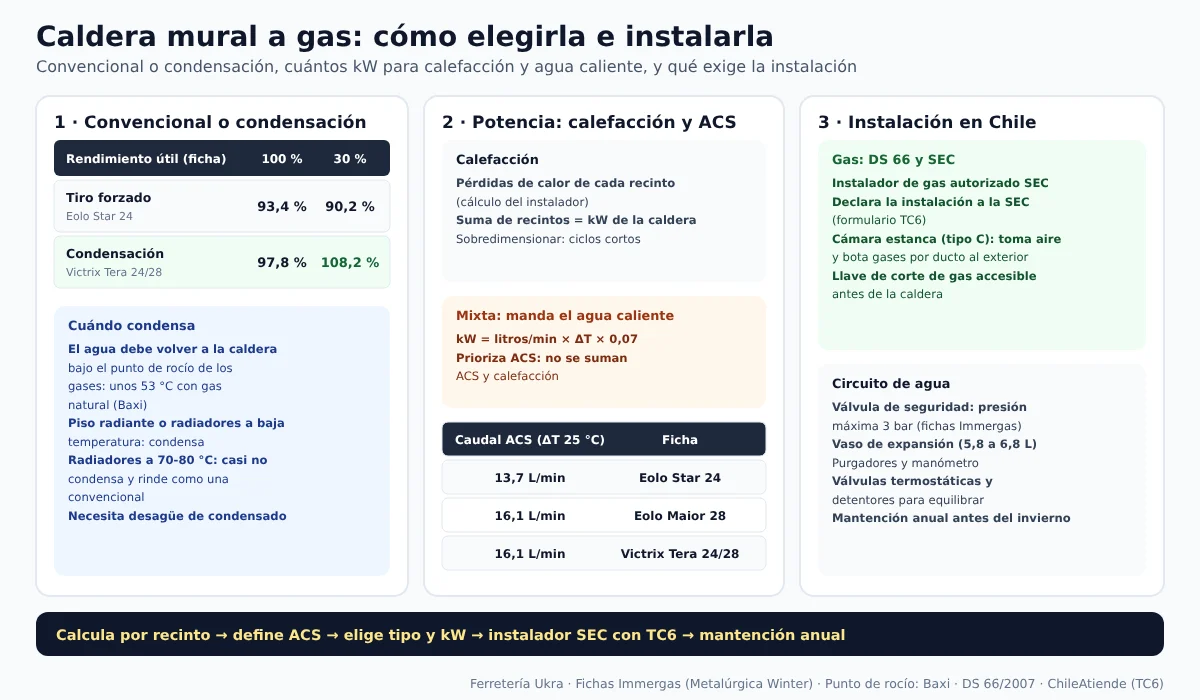 Caldera mural a gas: cómo elegirla e instalarla
Convencional o condensación, cuántos kW para calefacción y agua caliente, y qué exige la instalación
1 · Convencional o condensación
Rendimiento útil (ficha) 100 % 30 %
Tiro forzado
Eolo Star 24
93,4 % 90,2 %
Condensación
Victrix Tera 24/28
97,8 % 108,2 %
Cuándo condensa
El agua debe volver a la caldera
bajo el punto de rocío de los
gases: unos 53 °C con gas
natural (Baxi)
Piso radiante o radiadores a baja
temperatura: condensa
Radiadores a 70-80 °C: casi no
condensa y rinde como una
convencional
Necesita desagüe de condensado
2 · Potencia: calefacción y ACS
Calefacción
Pérdidas de calor de cada recinto
(cálculo del instalador)
Suma de recintos = kW de la caldera
Sobredimensionar: ciclos cortos
Mixta: manda el agua caliente
kW = litros/min × ΔT × 0,07
Prioriza ACS: no se suman
ACS y calefacción
Caudal ACS (ΔT 25 °C) Ficha
13,7 L/min Eolo Star 24
16,1 L/min Eolo Maior 28
16,1 L/min Victrix Tera 24/28
3 · Instalación en Chile
Gas: DS 66 y SEC
Instalador de gas autorizado SEC
Declara la instalación a la SEC
(formulario TC6)
Cámara estanca (tipo C): toma aire
y bota gases por ducto al exterior
Llave de corte de gas accesible
antes de la caldera
Circuito de agua
Válvula de seguridad: presión
máxima 3 bar (fichas Immergas)
Vaso de expansión (5,8 a 6,8 L)
Purgadores y manómetro
Válvulas termostáticas y
detentores para equilibrar
Mantención anual antes del invierno
Calcula por recinto → define ACS → elige tipo y kW → instalador SEC con TC6 → mantención anual
Ferretería Ukra · Fichas Immergas (Metalúrgica Winter) · Punto de rocío: Baxi · DS 66/2007 · ChileAtiende (TC6)